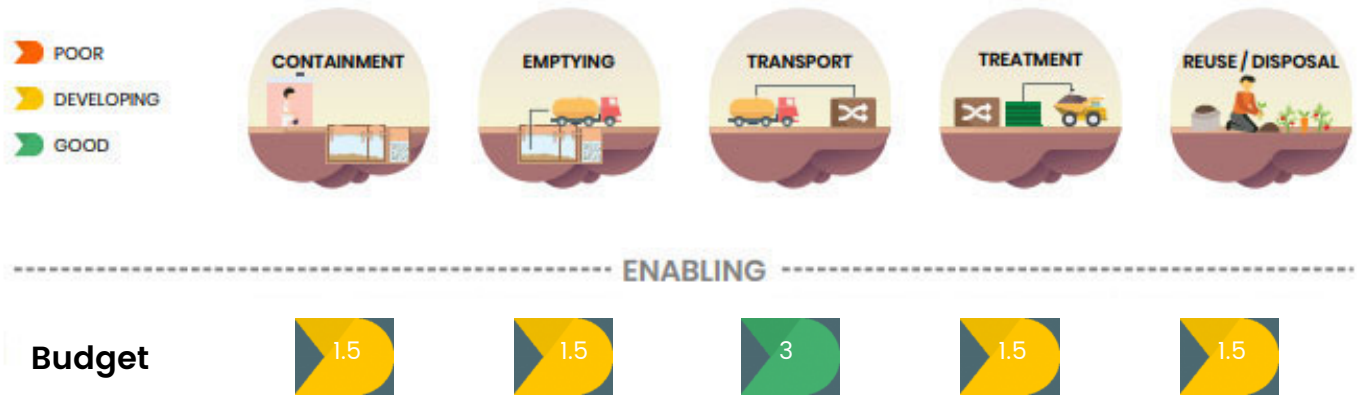 POOR
DEVELOPING
GOOD
CONTAINMENT
EMPTYING
TRANSPORT
TREATMENT
REUSE / DISPOSAL
ENABLING
Budget 1.5 1.5 3 1.5 1.5